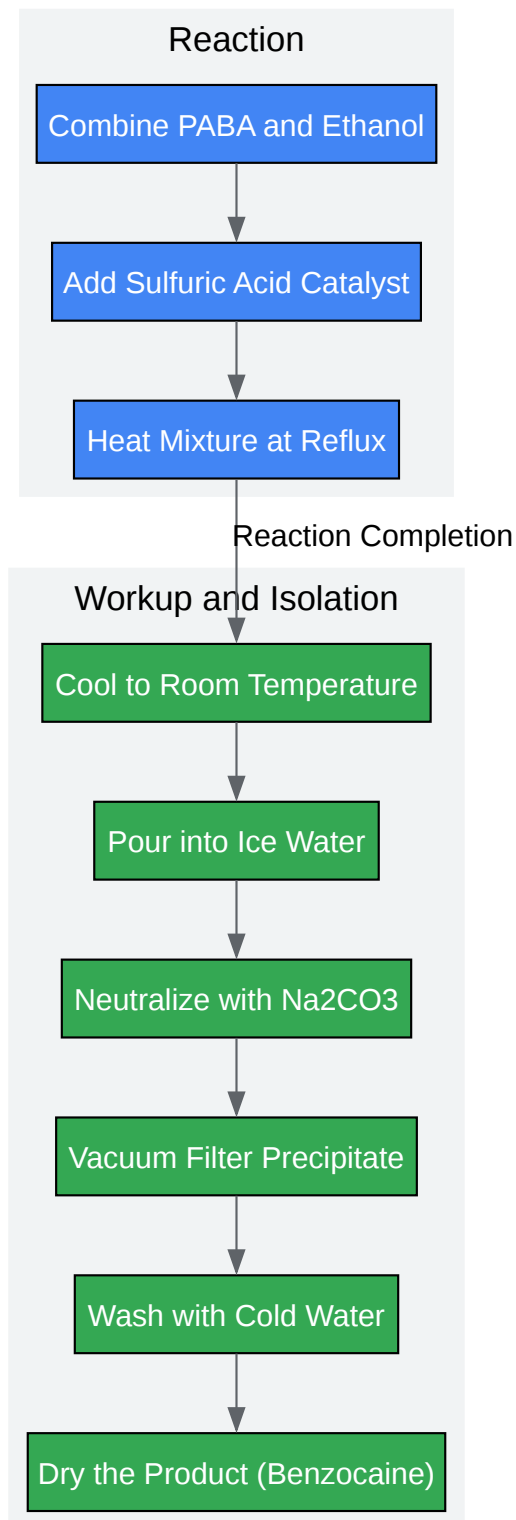 Reaction
Combine PABA and Ethanol
Add Sulfuric Acid Catalyst
Heat Mixture at Reflux
Reaction Completion
Workup and Isolation
Cool to Room Temperature
Pour into Ice Water
Neutralize with Na2CO3
Vacuum Filter Precipitate
Wash with Cold Water
Dry the Product (Benzocaine)